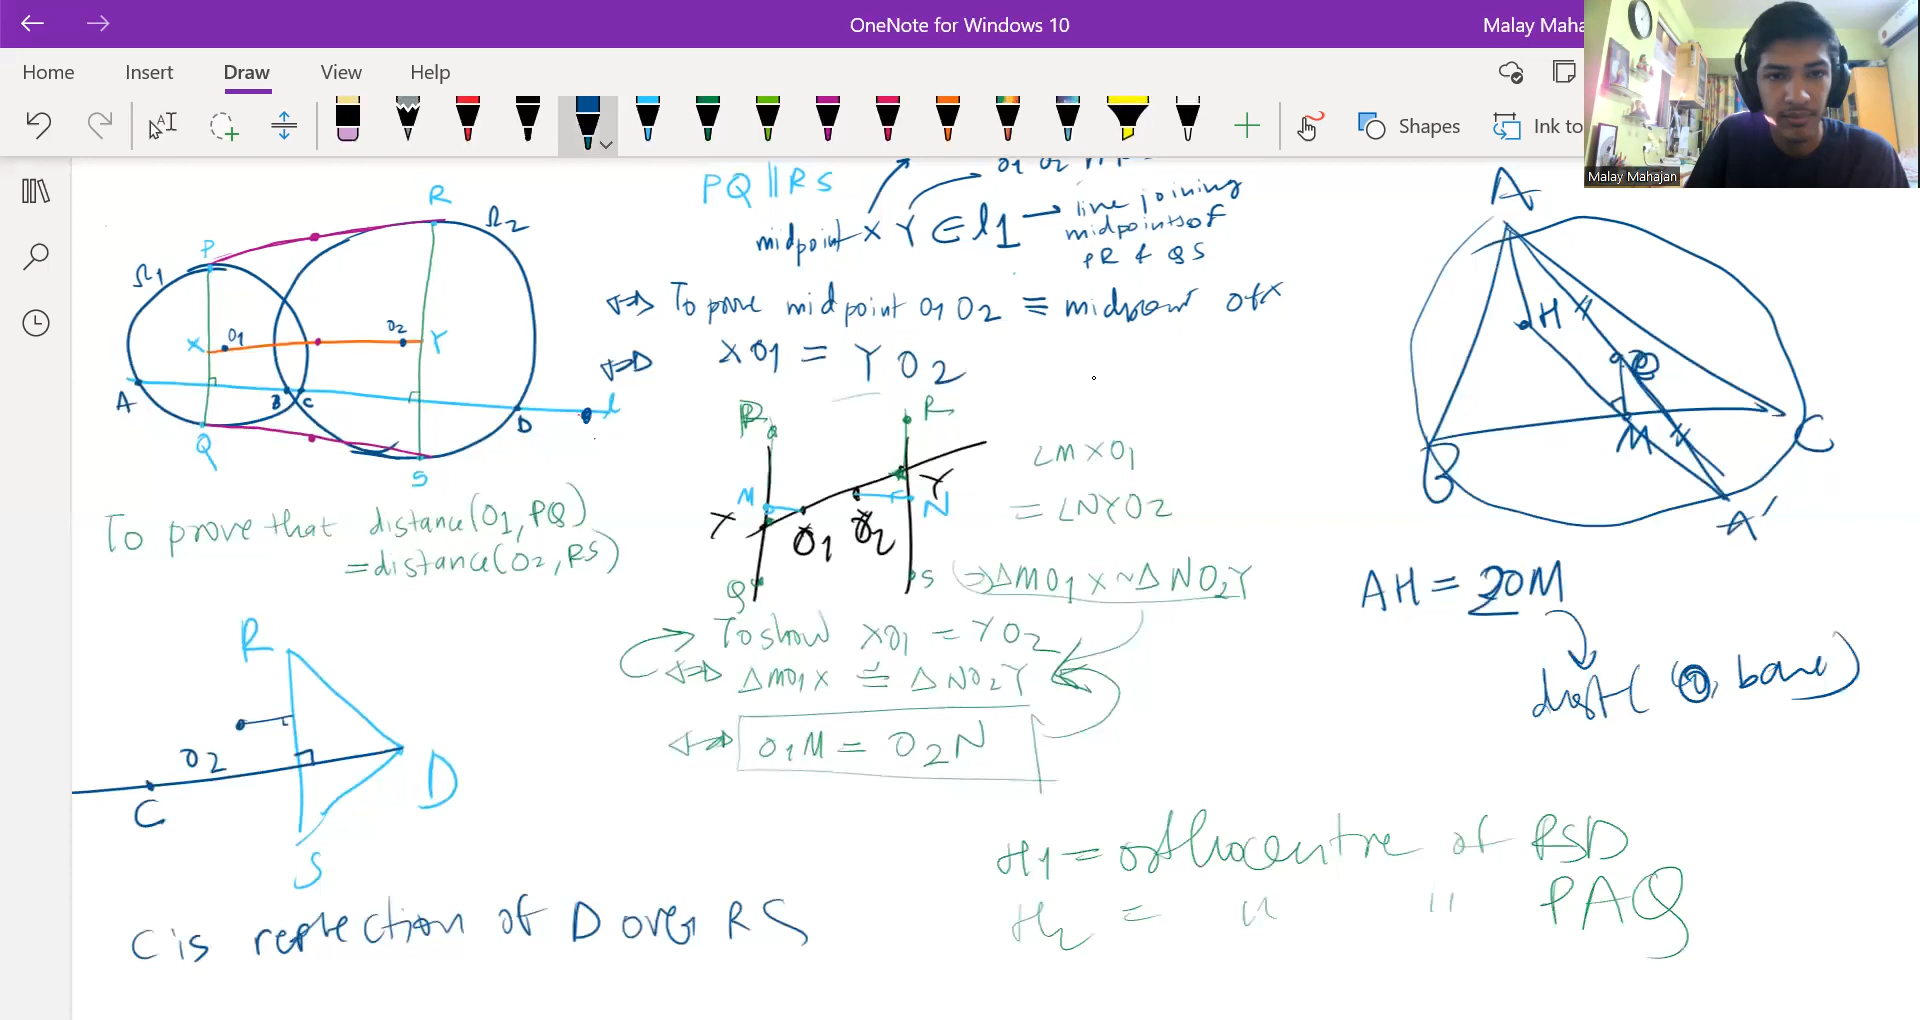 OneNote for Windows 10
Malay Maha
Home Insert Draw View Help
Shapes
Ink to
Malay Mahajan
R
Ω2
P
Ω1
X O1 O2 Y
A B C D l
Q
S
PQ || RS
O1 O2
midpoint X Y ∈ l1 → line joining
midpoints of
PR & QS
⇔ To prove midpoint O1 O2 ≡ midpoint of X
⇔ XO1 = YO2
To prove that distance(O1, PQ)
= distance(O2, RS)
P R
M
X Y
N
O1 O2
Q S
∠MXO1
= ∠NYO2
⇒ ΔMO1X ~ ΔNO2Y
To show XO1 = YO2
⇔ ΔMO1X ≅ ΔNO2Y
⇔ O1M = O2N
A
H
O
B M C
A'
AH = 2OM
dist(O, base)
R
O2
C D
S
C is reflection of D over RS
H1 = orthocentre of RSD
H2 = " " PAQ